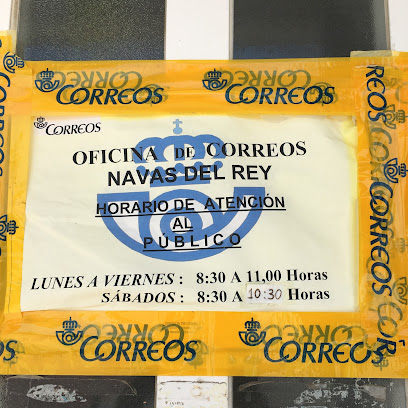 CORREOS CORREOS CORREOS
CORREOS
CORREOS
OFICINA DE CORREOS
NAVAS DEL REY
HORARIO DE ATENCIÓN
AL
PÚBLICO
LUNES A VIERNES : 8:30 A 11,00 Horas
SÁBADOS : 8:30 A 10:30 Horas
CORREOS CORREOS